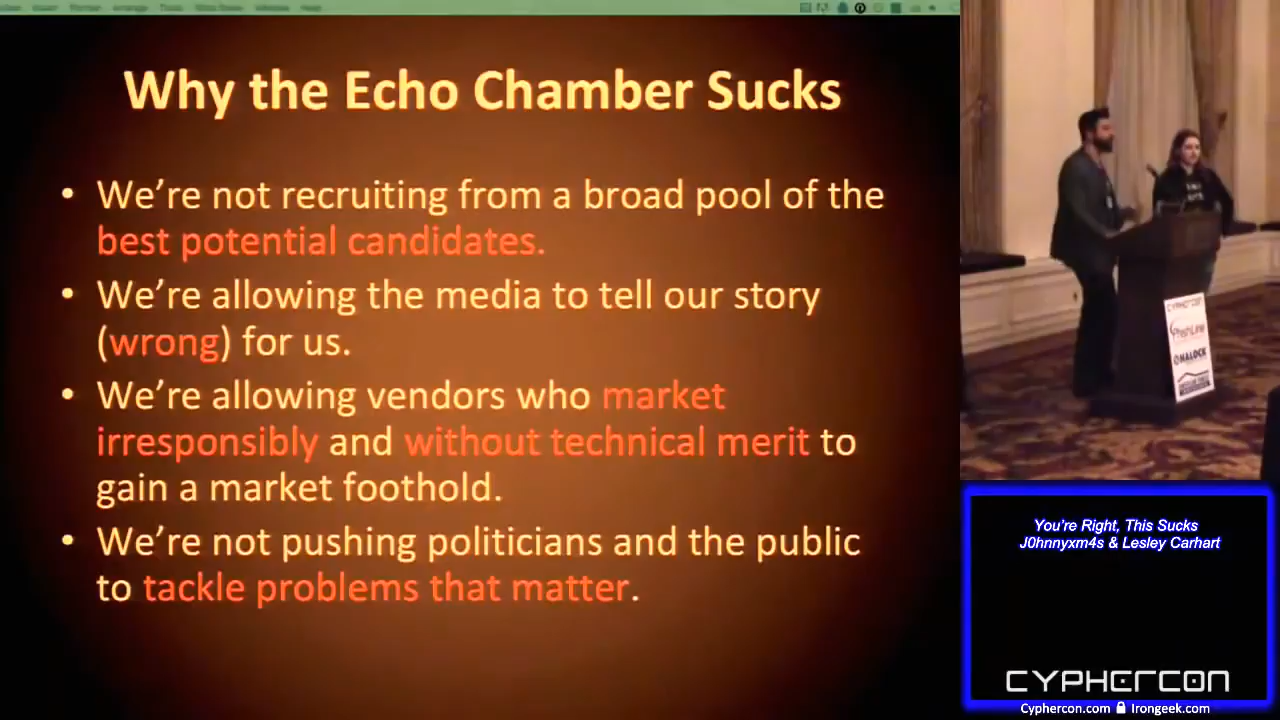 Why the Echo Chamber Sucks
• We’re not recruiting from a broad pool of the
best potential candidates.
• We’re allowing the media to tell our story
(wrong) for us.
• We’re allowing vendors who market
irresponsibly and without technical merit to
gain a market foothold.
• We’re not pushing politicians and the public
to tackle problems that matter.
CYPHERCON
PhishLine
HALOCK
You're Right, This Sucks
J0hnnyxm4s & Lesley Carhart
CYPHERCON
Cyphercon.com Irongeek.com